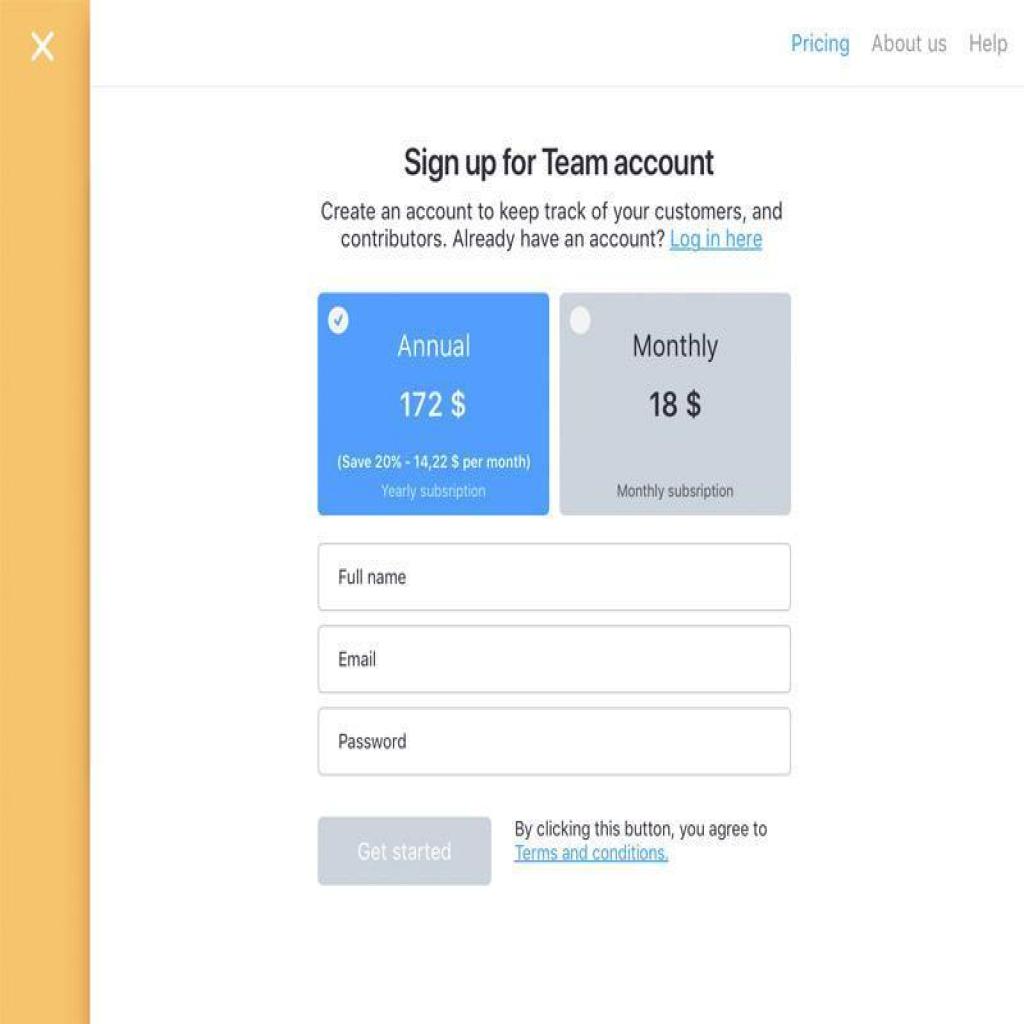 Pricing About us Help
Sign up for Team account
Create an account to keep track of your customers, and
contributors. Already have an account? Log in here
Annual
172 $
(Save 20% - 14,22 $ per month)
Yearly subsription
Monthly
18 $
Monthly subsription
Full name
Email
Password
Get started
By clicking this button, you agree to
Terms and conditions.